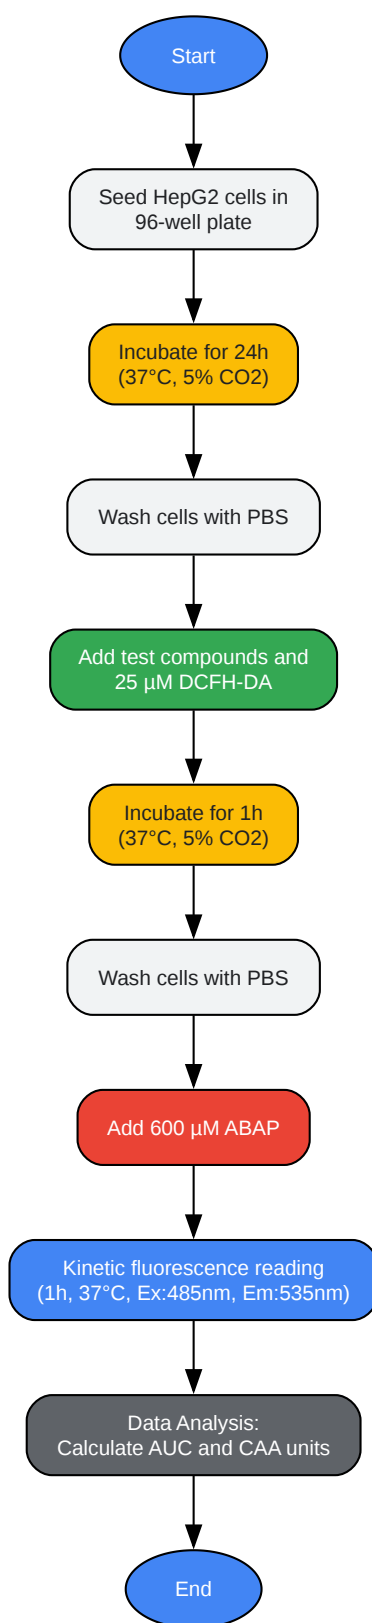 Start
Seed HepG2 cells in
96-well plate
Incubate for 24h
(37°C, 5% CO2)
Wash cells with PBS
Add test compounds and
25 µM DCFH-DA
Incubate for 1h
(37°C, 5% CO2)
Wash cells with PBS
Add 600 µM ABAP
Kinetic fluorescence reading
(1h, 37°C, Ex:485nm, Em:535nm)
Data Analysis:
Calculate AUC and CAA units
End